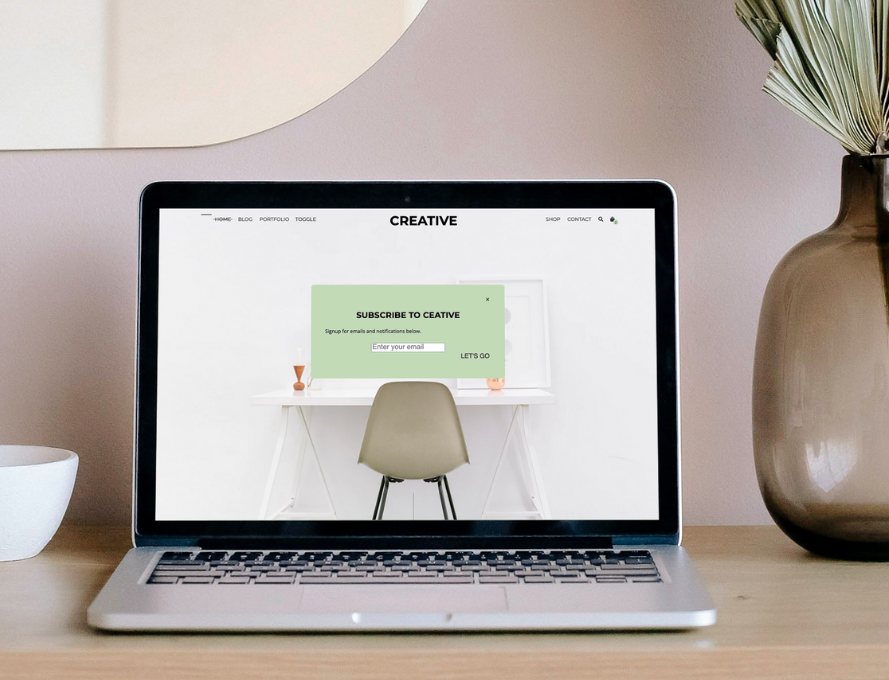 HOME BLOG PORTFOLIO TOGGLE CREATIVE SHOP CONTACT
×
SUBSCRIBE TO CEATIVE
Signup for emails and notifications below.
Enter your email
LET'S GO